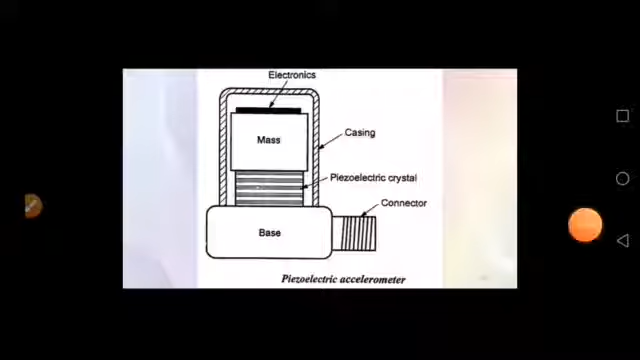 Electronics
Mass
Casing
Piezoelectric crystal
Connector
Base
Piezoelectric accelerometer